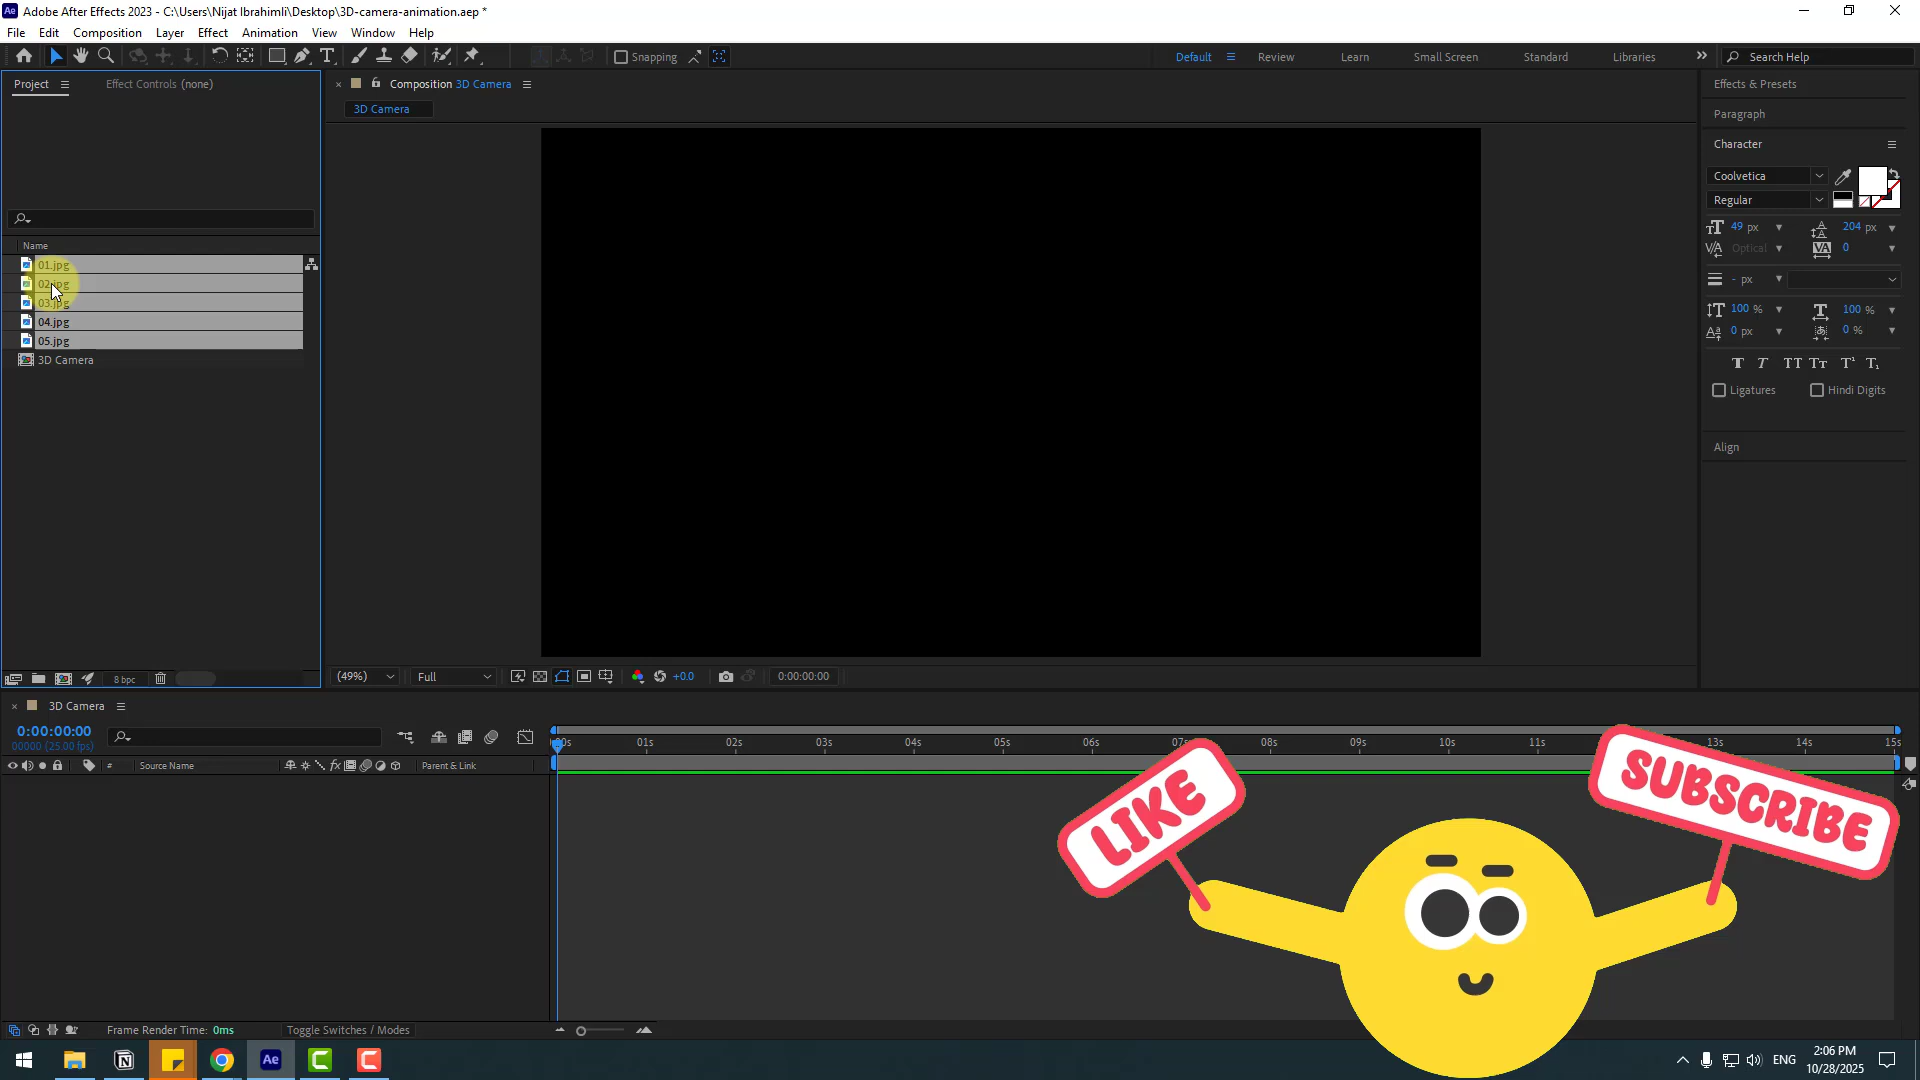 Adobe After Effects 2023 - C:\Users\Nijat Ibrahimli\Desktop\3D-camera-animation.aep *
File Edit Composition Layer Effect Animation View Window Help
Snapping
Default Review Learn Small Screen Standard Libraries Search Help
Project Effect Controls (none)
Composition 3D Camera
3D Camera
Name
01.jpg
02.jpg
03.jpg
04.jpg
05.jpg
3D Camera
8 bpc
(49%) Full +0.0 0:00:00:00
Effects & Presets
Paragraph
Character
Coolvetica
Regular
49 px 204 px
Optical 0
- px
100 % 100 %
0 px 0 %
Ligatures Hindi Digits
Align
3D Camera
0:00:00:00
00000 (25.00 fps)
# Source Name Parent & Link
:00s 01s 02s 03s 04s 05s 06s 07s 08s 09s 10s 11s 13s 14s 15s
LIKE
SUBSCRIBE
Frame Render Time: 0ms Toggle Switches / Modes
ENG
2:06 PM
10/28/2025